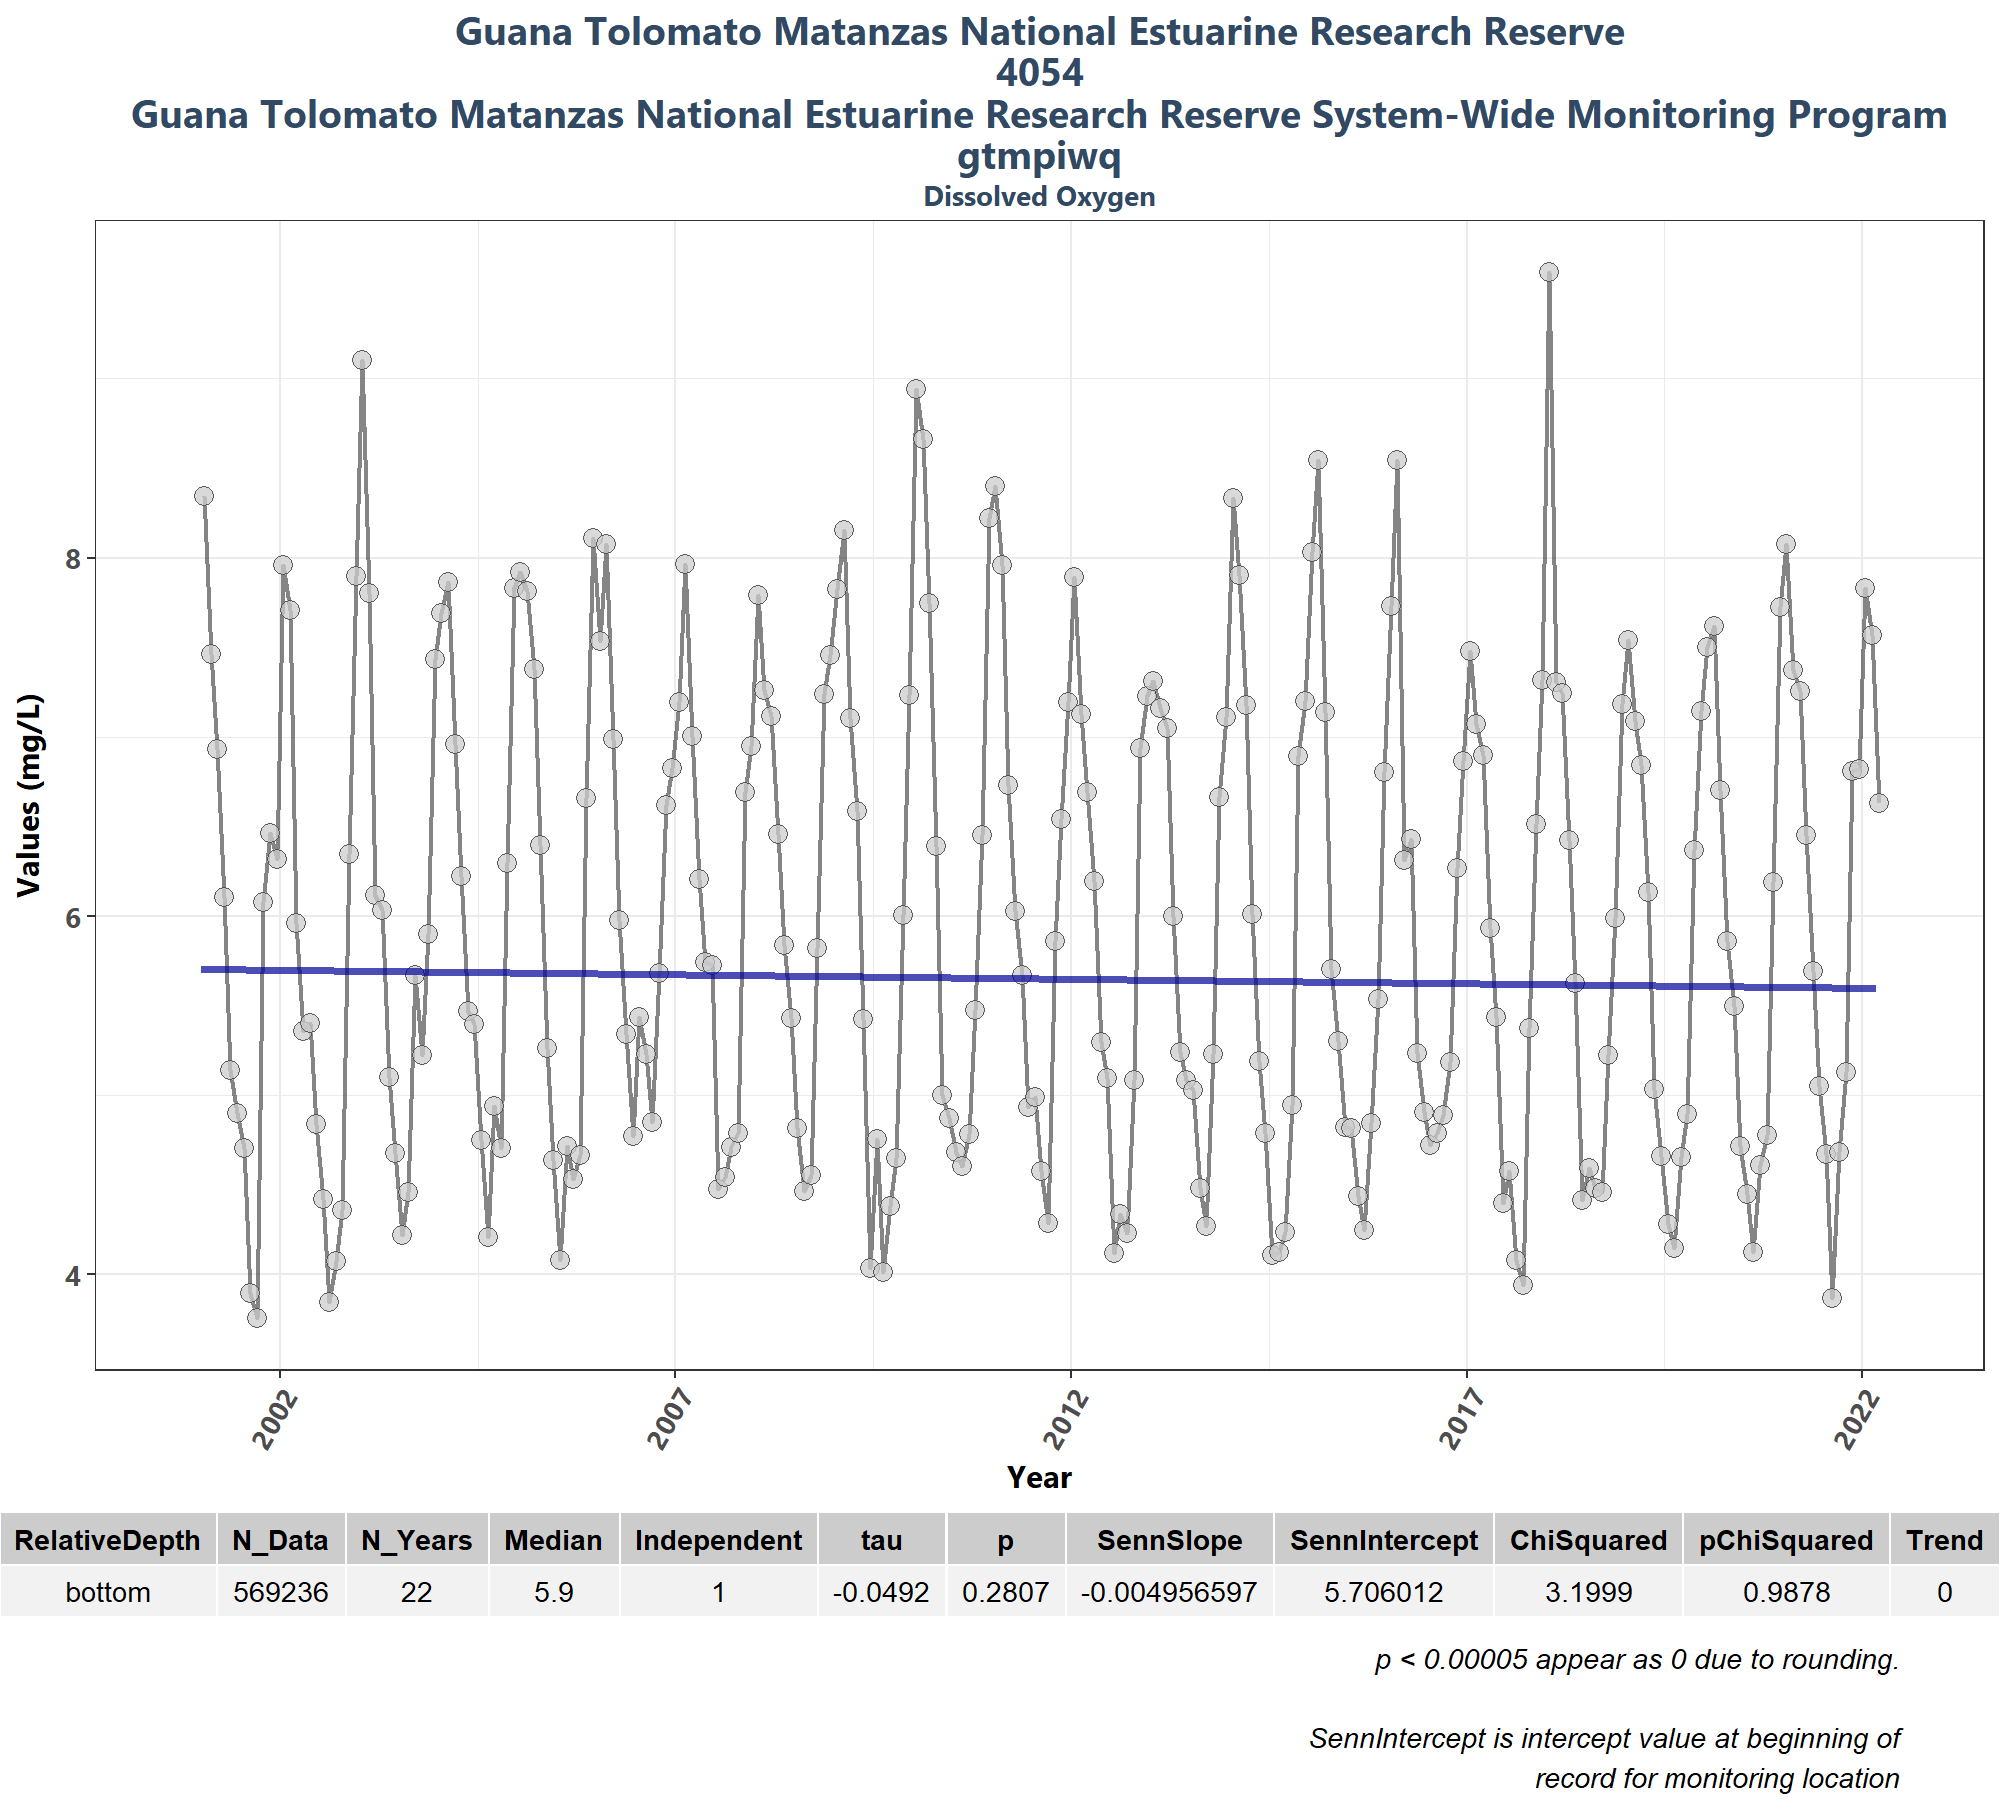 Guana Tolomato Matanzas National Estuarine Research Reserve
4054
Guana Tolomato Matanzas National Estuarine Research Reserve System-Wide Monitoring Program
gtmpiwq
Dissolved Oxygen
Values (mg/L)
8
6
4
2002 2007 2012 2017 2022
Year
RelativeDepth N_Data N_Years Median Independent tau p SennSlope SennIntercept ChiSquared pChiSquared Trend
bottom 569236 22 5.9 1 -0.0492 0.2807 -0.004956597 5.706012 3.1999 0.9878 0
p < 0.00005 appear as 0 due to rounding.
SennIntercept is intercept value at beginning of
record for monitoring location